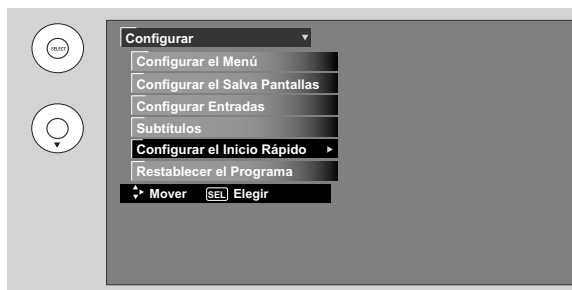 SELECT
Configurar
Configurar el Menú
Configurar el Salva Pantallas
Configurar Entradas
Subtítulos
Configurar el Inicio Rápido
Restablecer el Programa
Mover SEL Elegir